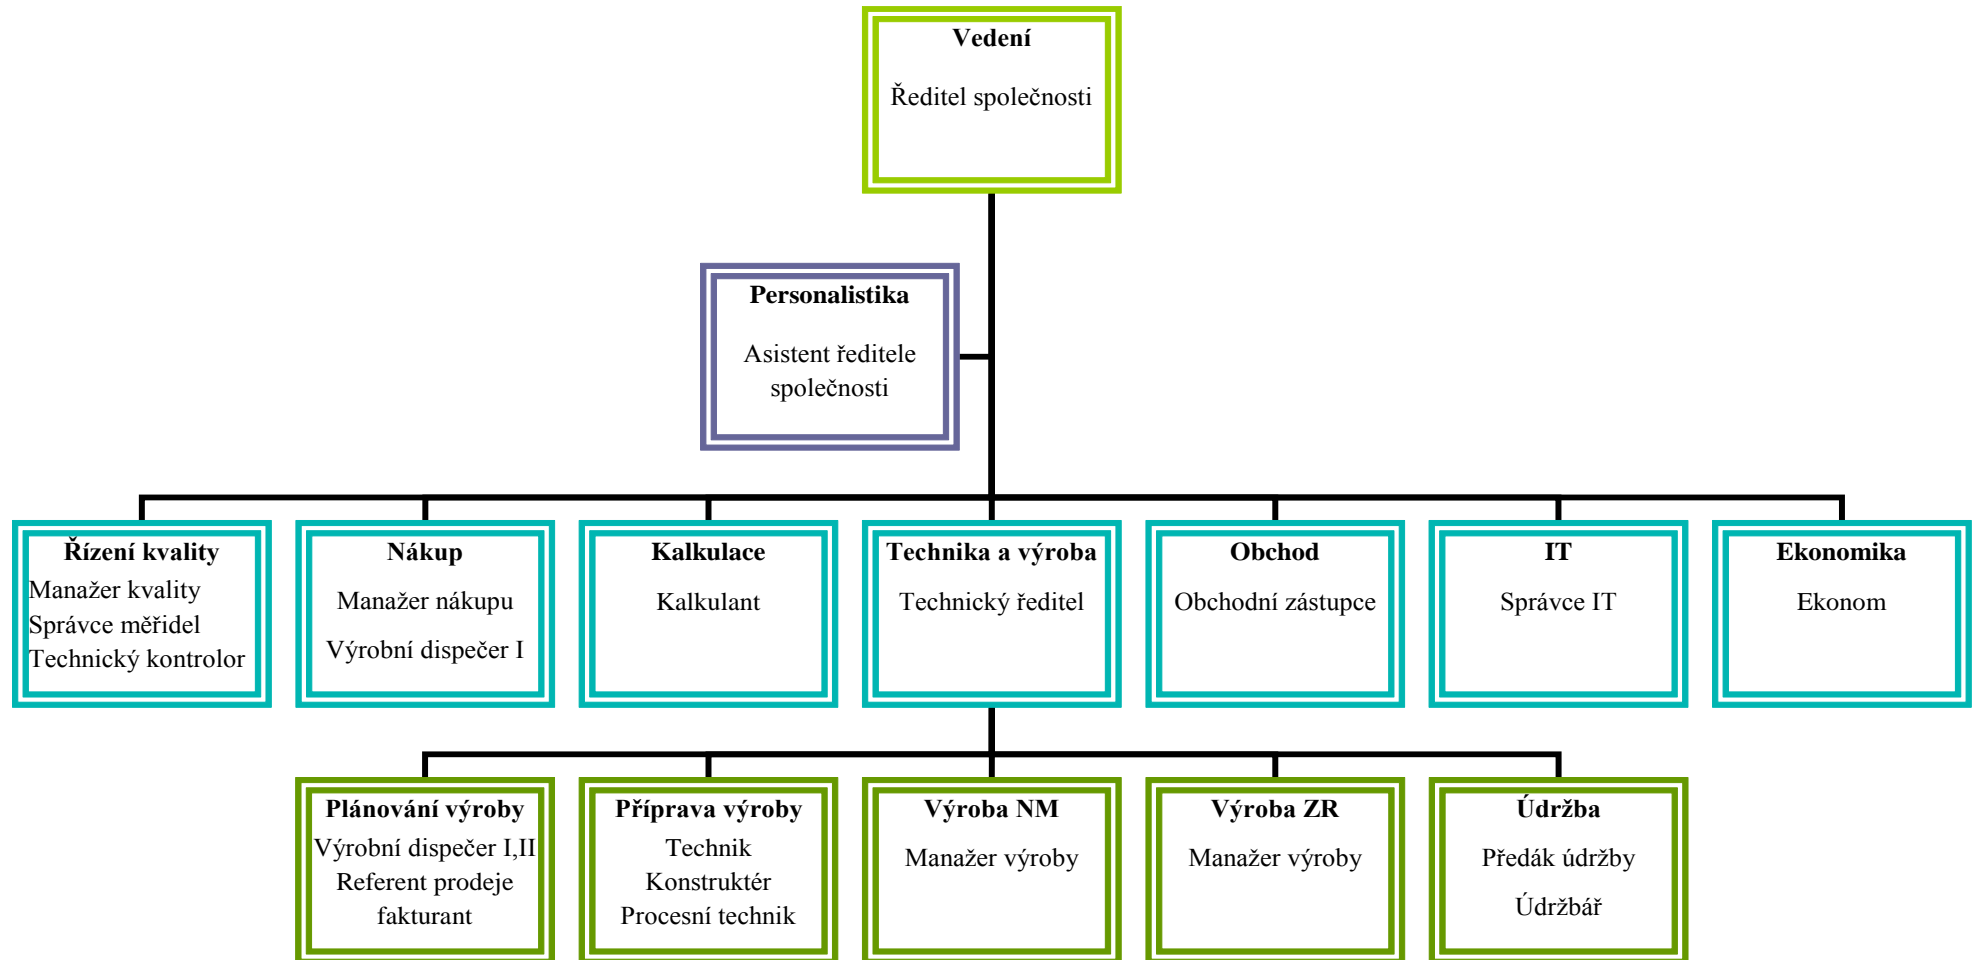 Vedení
Ředitel společnosti
Personalistika
Asistent ředitele
společnosti
Řízení kvality
Manažer kvality
Správce měřidel
Technický kontrolor
Nákup
Manažer nákupu
Výrobní dispečer I
Kalkulace
Kalkulant
Technika a výroba
Technický ředitel
Obchod
Obchodní zástupce
IT
Správce IT
Ekonomika
Ekonom
Plánování výroby
Výrobní dispečer I,II
Referent prodeje
fakturant
Příprava výroby
Technik
Konstruktér
Procesní technik
Výroba NM
Manažer výroby
Výroba ZR
Manažer výroby
Údržba
Předák údržby
Údržbář